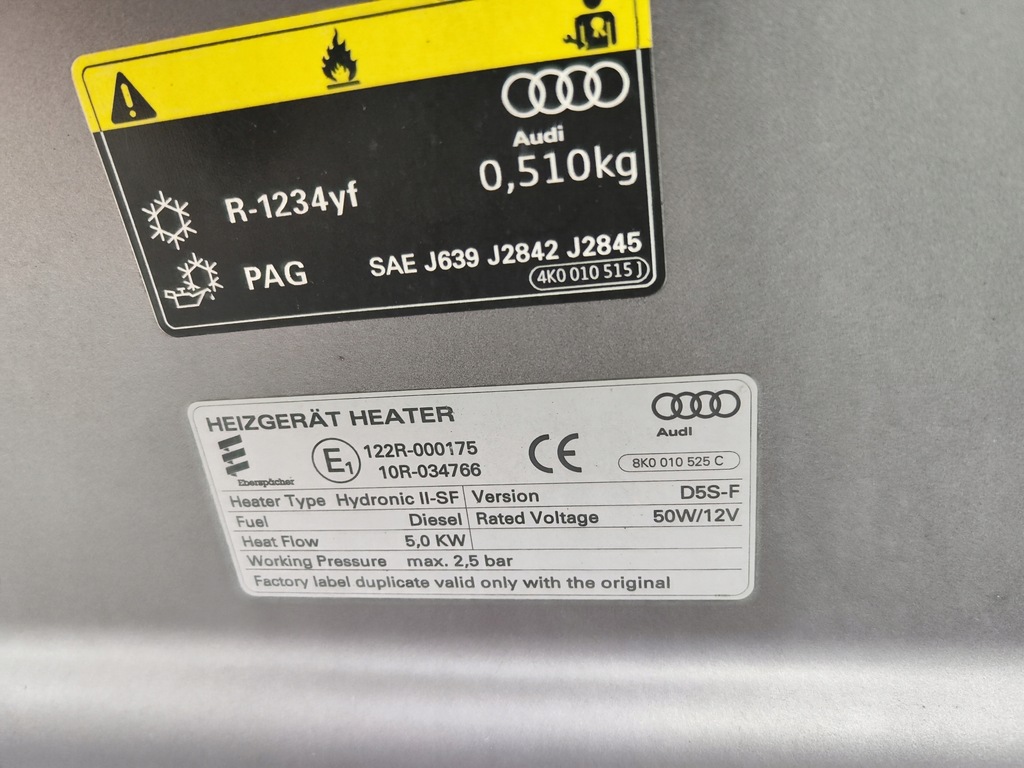 Audi
0,510kg
R-1234yf
PAG
SAE J639 J2842 J2845
4K0 010 515 J
HEIZGERÄT HEATER
Audi
Eberspächer
E1
122R-000175
10R-034766
CE
8K0 010 525 C
Heater Type Hydronic II-SF Version D5S-F
Fuel Diesel Rated Voltage 50W/12V
Heat Flow 5,0 KW
Working Pressure max. 2,5 bar
Factory label duplicate valid only with the original